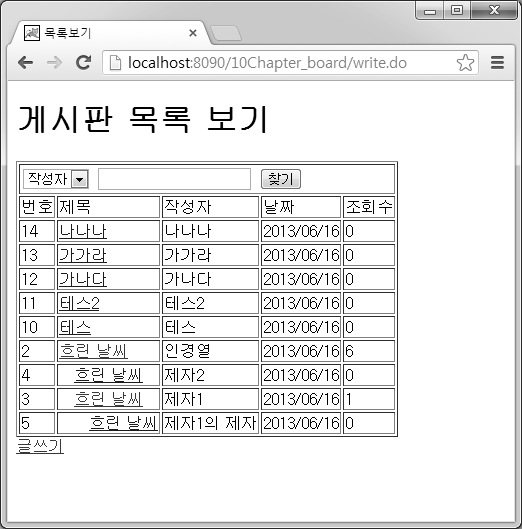 목록보기
localhost:8090/10Chapter_board/write.do
게시판 목록 보기
작성자 찾기
번호 제목 작성자 날짜 조회수
14 나나나 나나나 2013/06/16 0
13 가가라 가가라 2013/06/16 0
12 가나다 가나다 2013/06/16 0
11 테스2 테스2 2013/06/16 0
10 테스 테스 2013/06/16 0
2 흐린 날씨 인경열 2013/06/16 6
4 흐린 날씨 제자2 2013/06/16 0
3 흐린 날씨 제자1 2013/06/16 1
5 흐린 날씨 제자1의 제자 2013/06/16 0
글쓰기